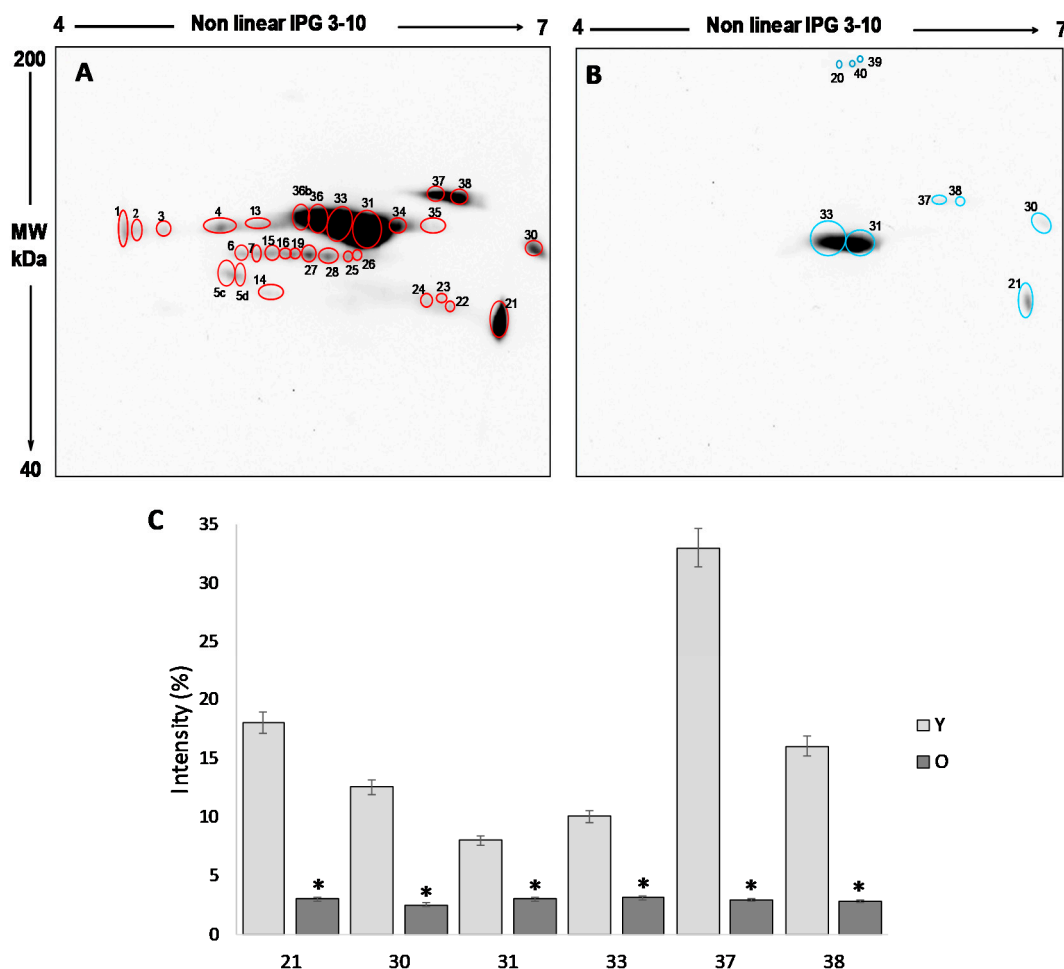 4 Non linear IPG 3-10 7
4 Non linear IPG 3-10 7
200
MW
kDa
40
A
36b 36 33 31 37 38
1 2 3 4 13 34 35 30
6 7 15 16 19 27 28 25 26
5c 5d 14 24 23 22 21
B
20 40 39
37 38 30
33 31
21
C
Intensity (%)
35
30
25
20
15
10
5
0
* * * * * *
21 30 31 33 37 38
Y
O